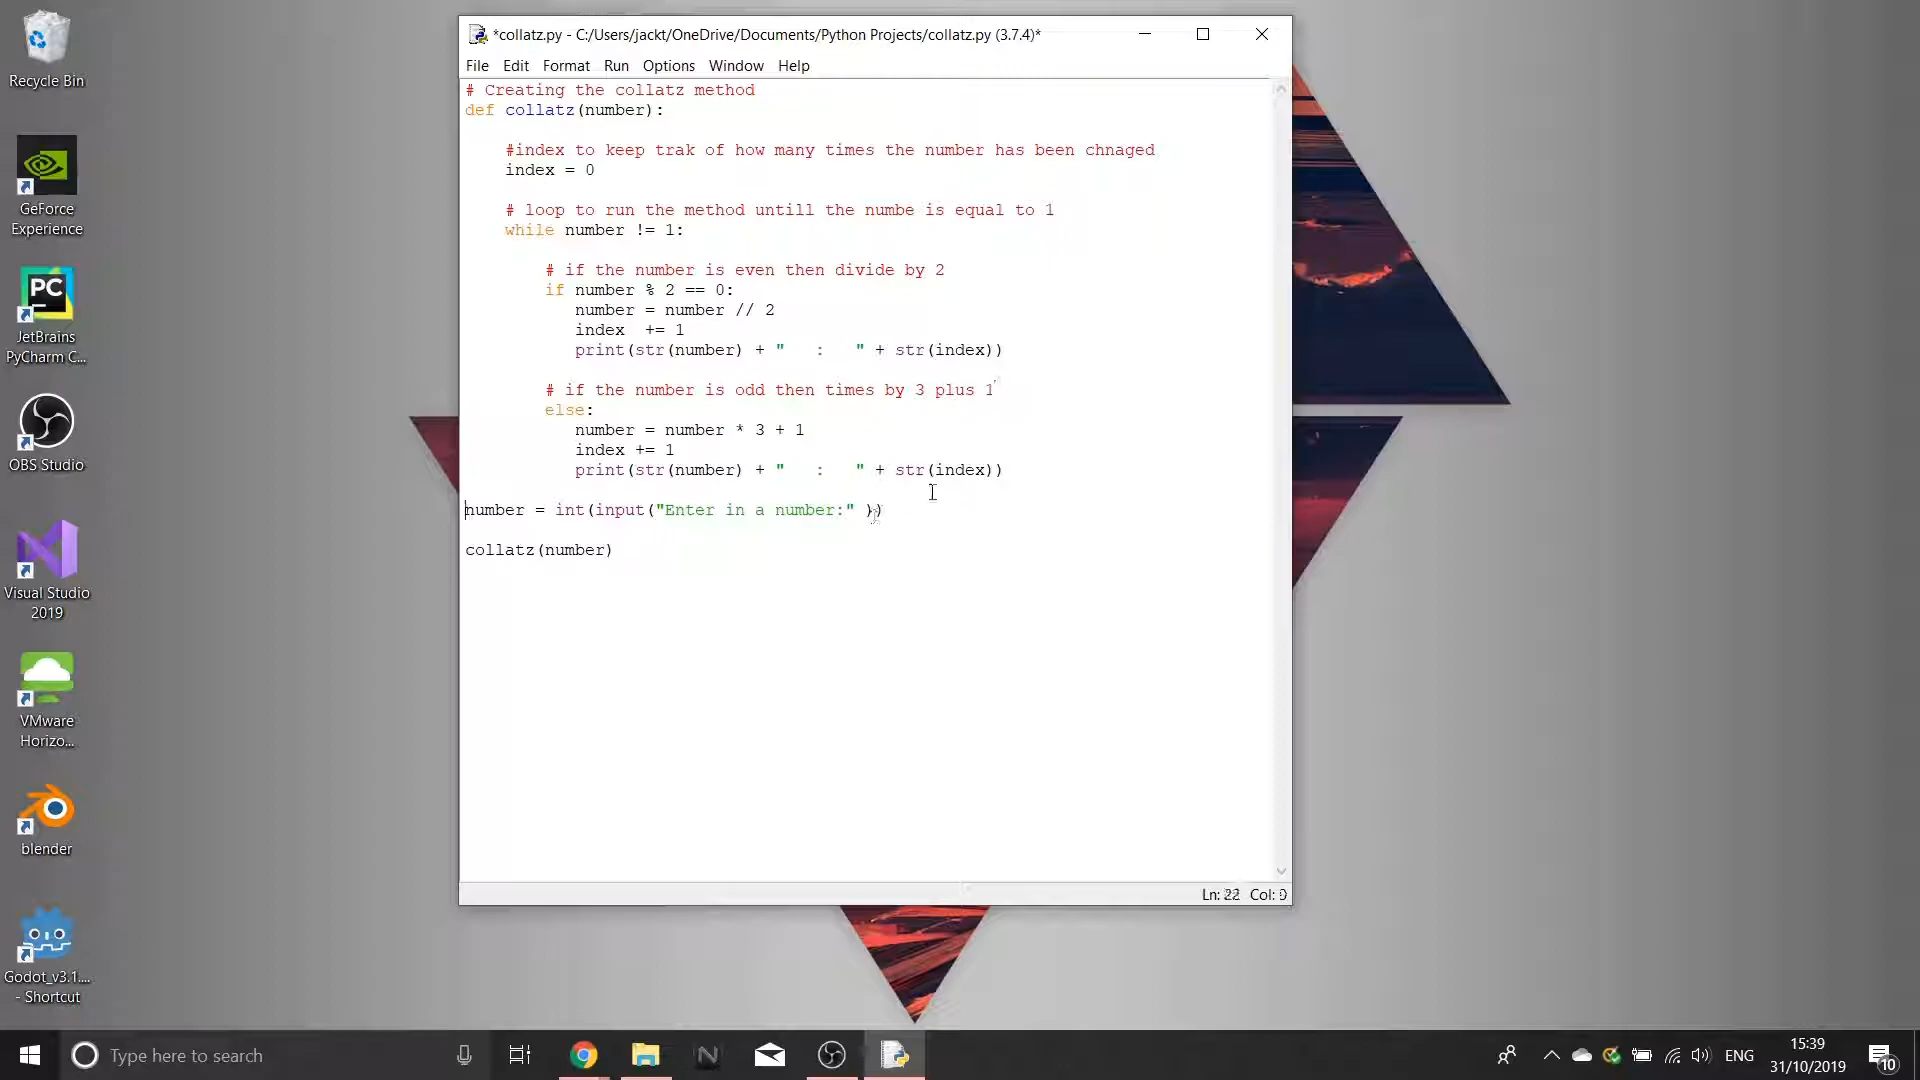 Recycle Bin
GeForce
Experience
PC
JetBrains
PyCharm C...
OBS Studio
Visual Studio
2019
VMware
Horizo...
blender
Godot_v3.1....
- Shortcut
*collatz.py - C:/Users/jackt/OneDrive/Documents/Python Projects/collatz.py (3.7.4)*
File Edit Format Run Options Window Help
# Creating the collatz method
def collatz(number):
#index to keep trak of how many times the number has been chnaged
index = 0
# loop to run the method untill the numbe is equal to 1
while number != 1:
# if the number is even then divide by 2
if number % 2 == 0:
number = number // 2
index  += 1
print(str(number) + "   :   " + str(index))
# if the number is odd then times by 3 plus 1
else:
number = number * 3 + 1
index += 1
print(str(number) + "   :   " + str(index))
number = int(input("Enter in a number:" ))
collatz(number)
Ln: 22 Col: 0
Type here to search
N
ENG
15:39
31/10/2019
10